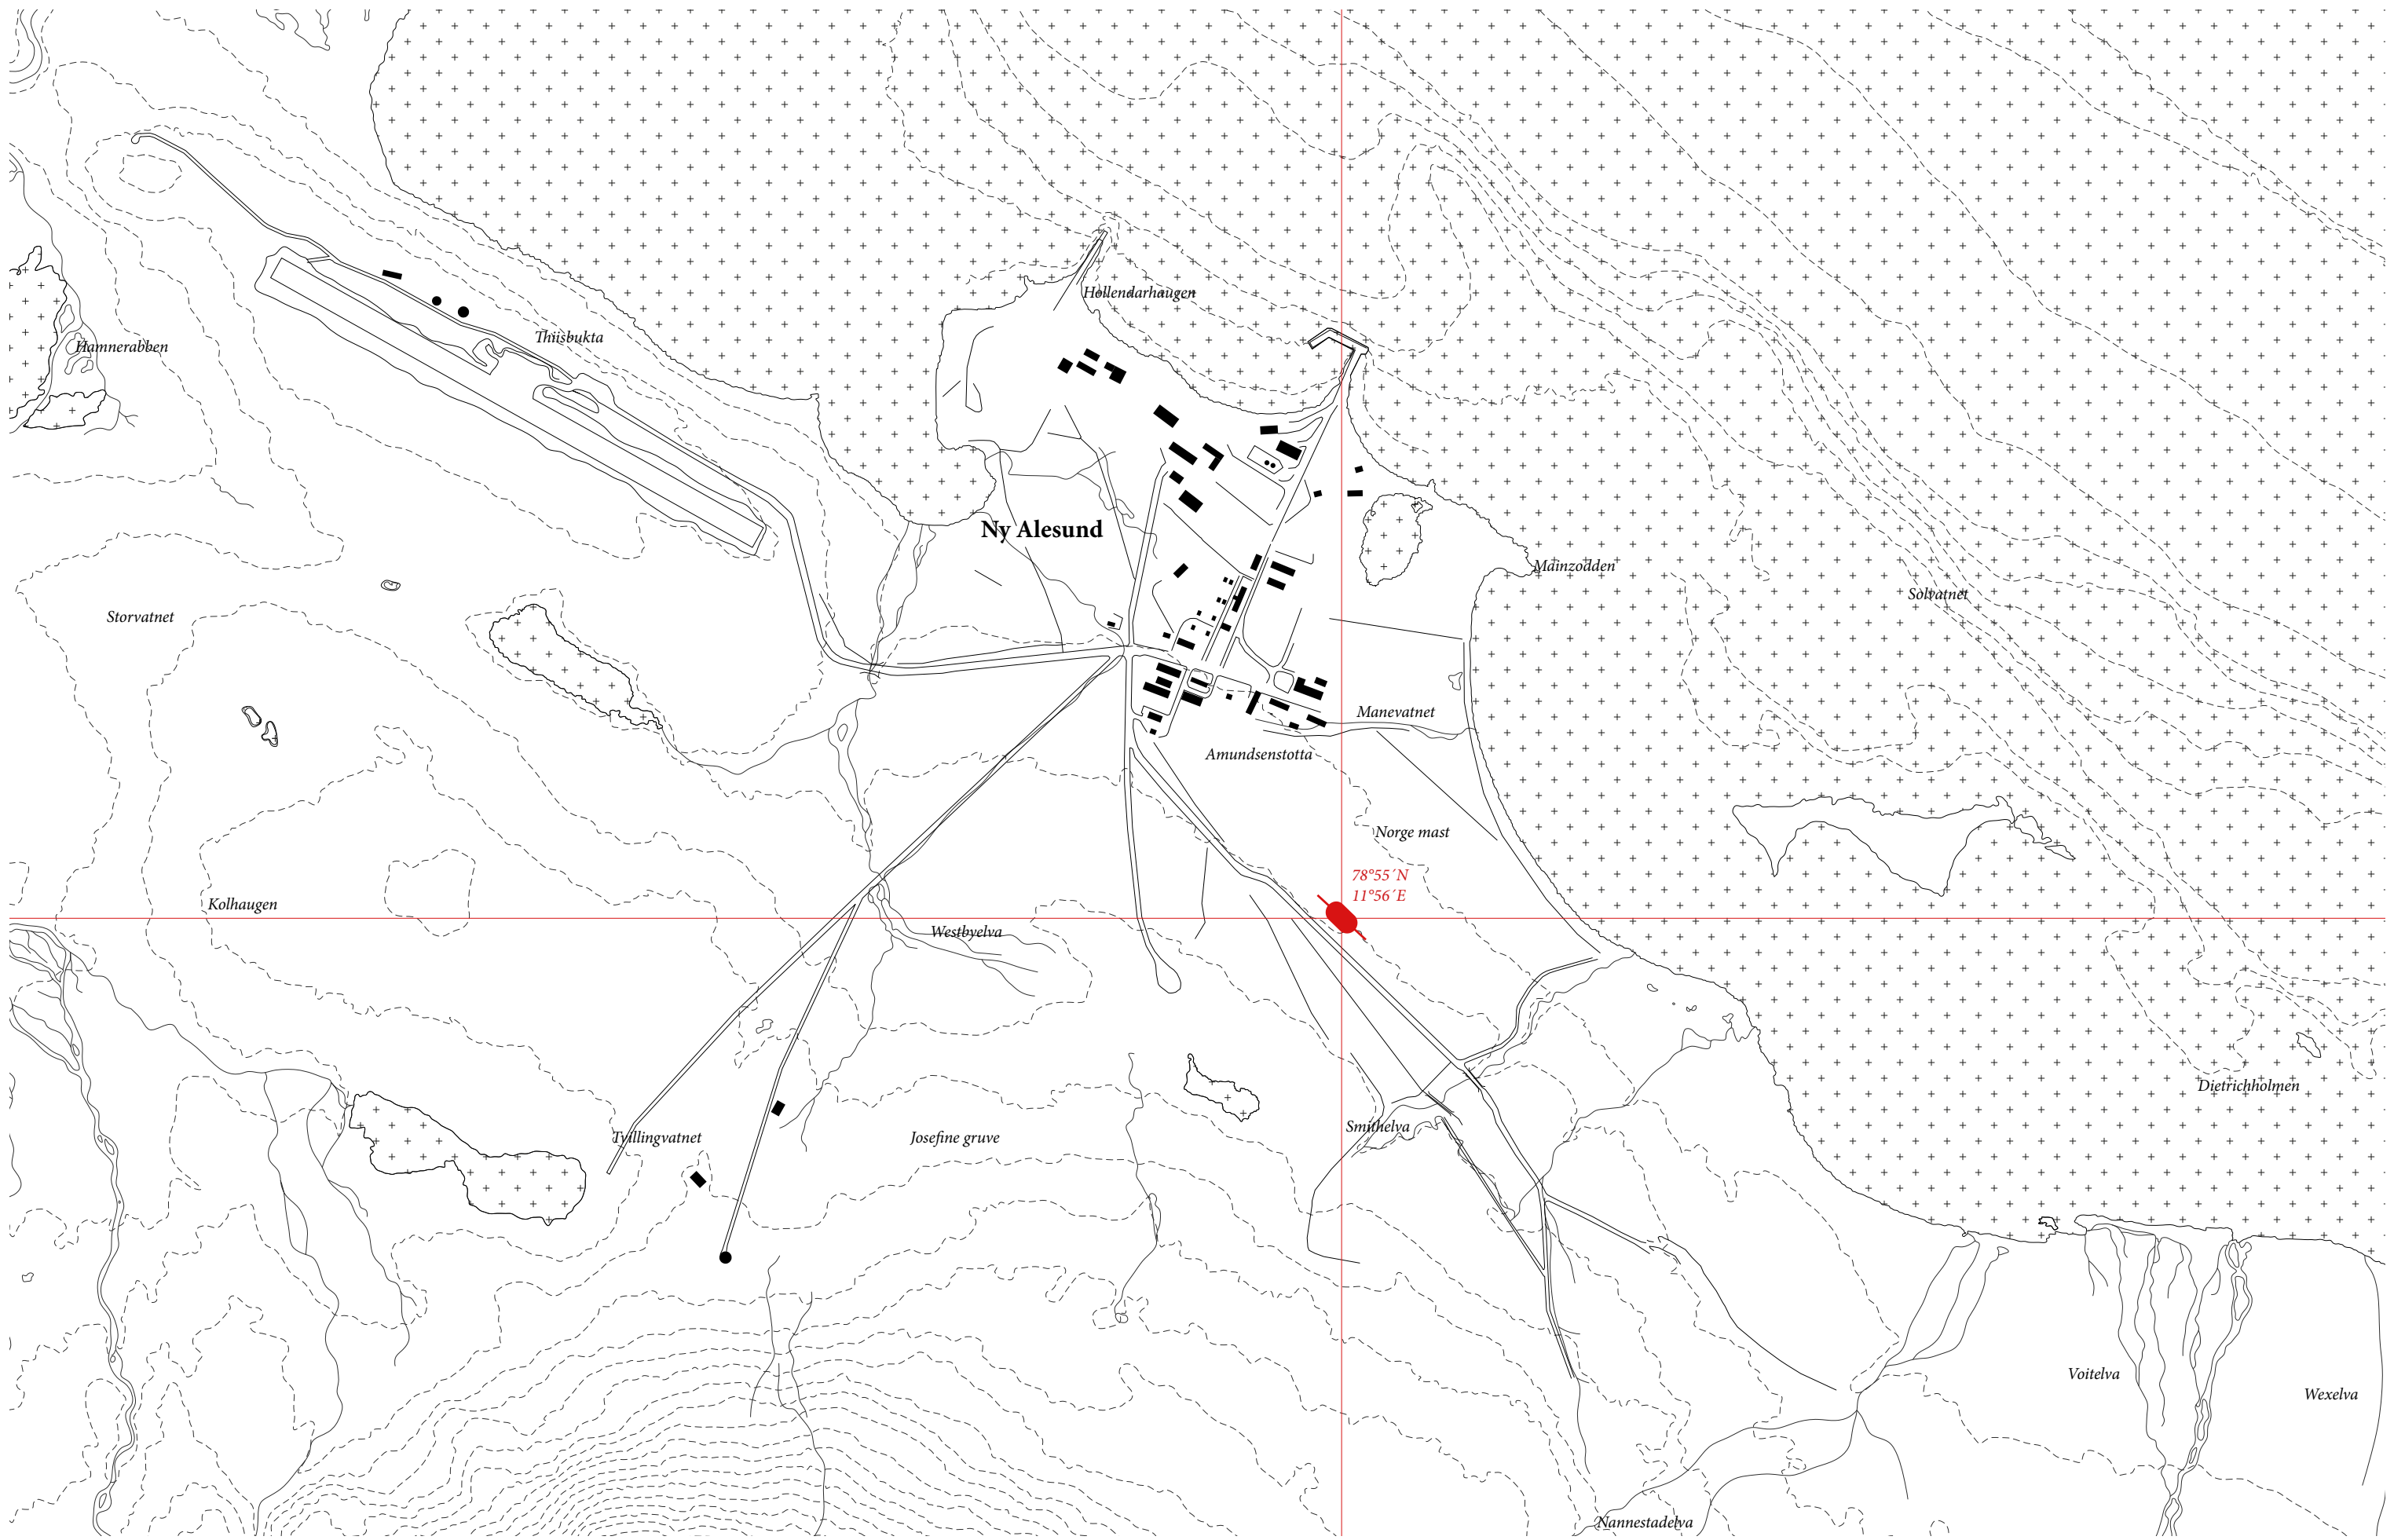 Hollendarhaugen
Thiisbukta
Hamnerabben
Ny Alesund
Mainzodden
Solvatnet
Storvatnet
Manevatnet
Amundsenstotta
Norge mast
78°55´N
11°56´E
Kolhaugen
Westbyelva
Dietrichholmen
Smithelva
Tvillingvatnet
Josefine gruve
Voitelva
Wexelva
Nannestadelva